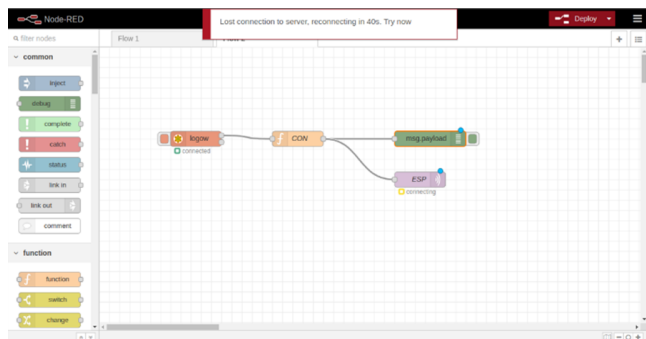 Node-RED
Lost connection to server, reconnecting in 40s. Try now
Deploy
filter nodes
Flow 1
common
inject
debug
complete
catch
status
link in
link out
comment
function
function
switch
change
logow
connected
CON
msg.payload
ESP
connecting